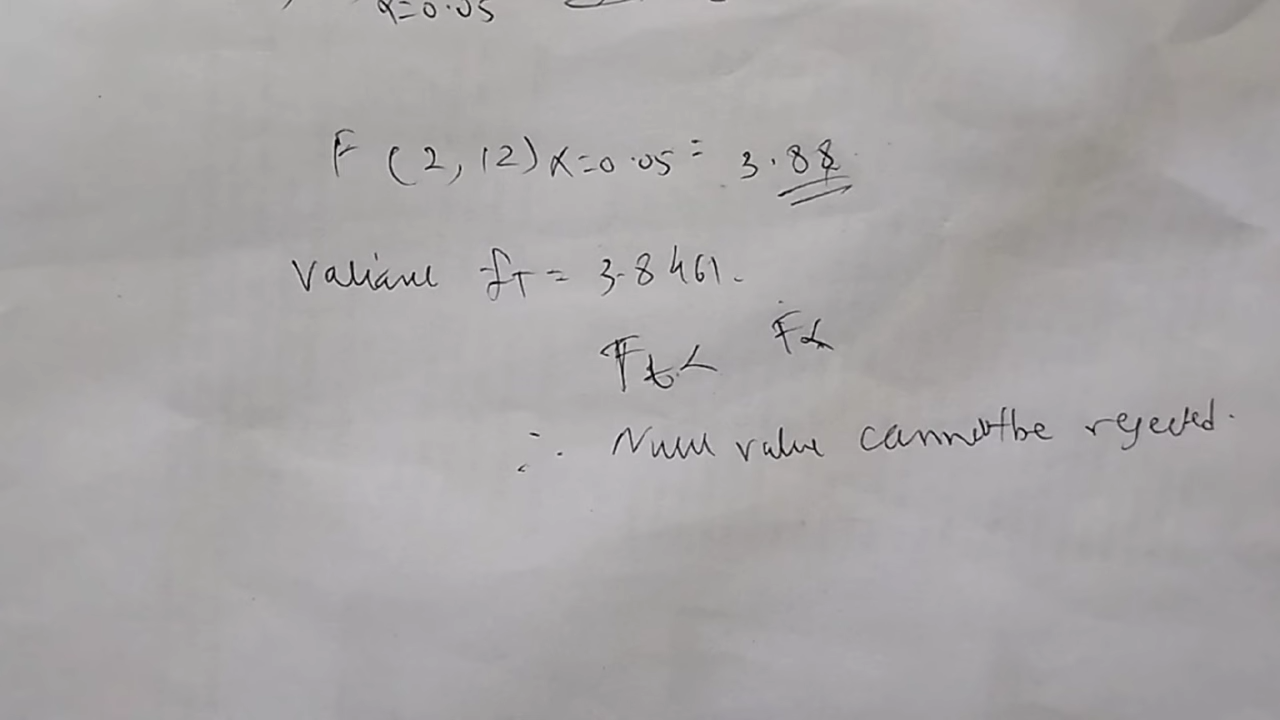 α=0.05
F (2,12) α=0.05 = 3.88
Variance fT = 3.8461.
Ft < Fα
∴ Null value cannot be rejected.